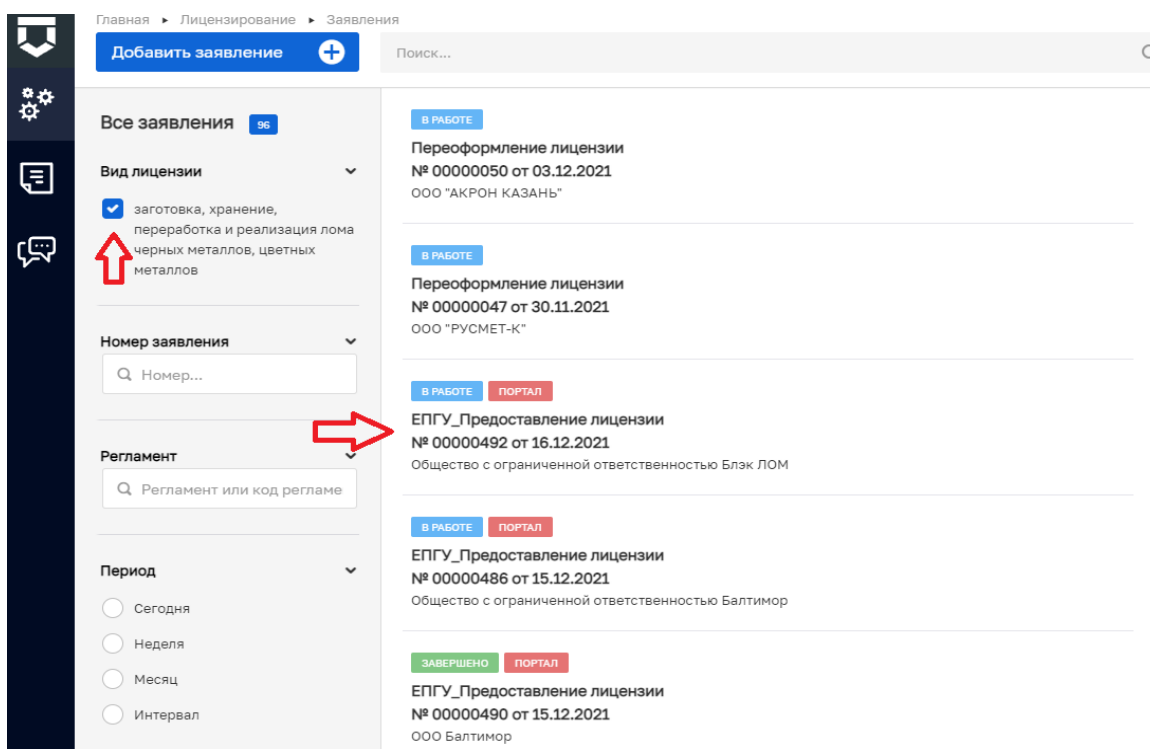 Главная ▸ Лицензирование ▸ Заявления
Добавить заявление
Поиск...
Все заявления 96
Вид лицензии
заготовка, хранение,
переработка и реализация лома
черных металлов, цветных
металлов
Номер заявления
Номер...
Регламент
Регламент или код регламе
Период
Сегодня
Неделя
Месяц
Интервал
В РАБОТЕ
Переоформление лицензии
№ 00000050 от 03.12.2021
ООО "АКРОН КАЗАНЬ"
В РАБОТЕ
Переоформление лицензии
№ 00000047 от 30.11.2021
ООО "РУСМЕТ-К"
В РАБОТЕ ПОРТАЛ
ЕПГУ_Предоставление лицензии
№ 00000492 от 16.12.2021
Общество с ограниченной ответственностью Блэк ЛОМ
В РАБОТЕ ПОРТАЛ
ЕПГУ_Предоставление лицензии
№ 00000486 от 15.12.2021
Общество с ограниченной ответственностью Балтимор
ЗАВЕРШЕНО ПОРТАЛ
ЕПГУ_Предоставление лицензии
№ 00000490 от 15.12.2021
ООО Балтимор